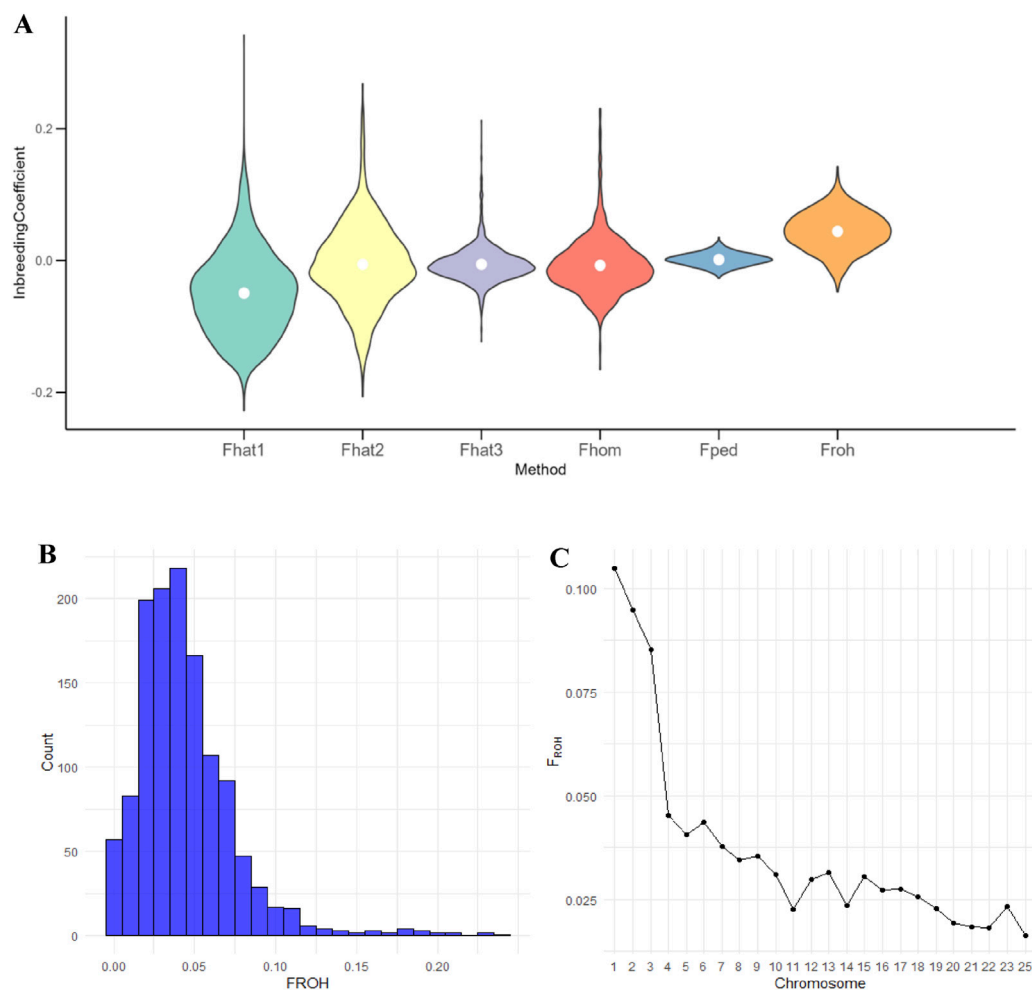 A
InbreedingCoefficient
0.2
0.0
-0.2
Fhat1 Fhat2 Fhat3 Fhom Fped Froh
Method
B
Count
200
150
100
50
0
0.00 0.05 0.10 0.15 0.20
FROH
C
FROH
0.100
0.075
0.050
0.025
1 2 3 4 5 6 7 8 9 10 11 12 13 14 15 16 17 18 19 20 21 22 23 25
Chromosome